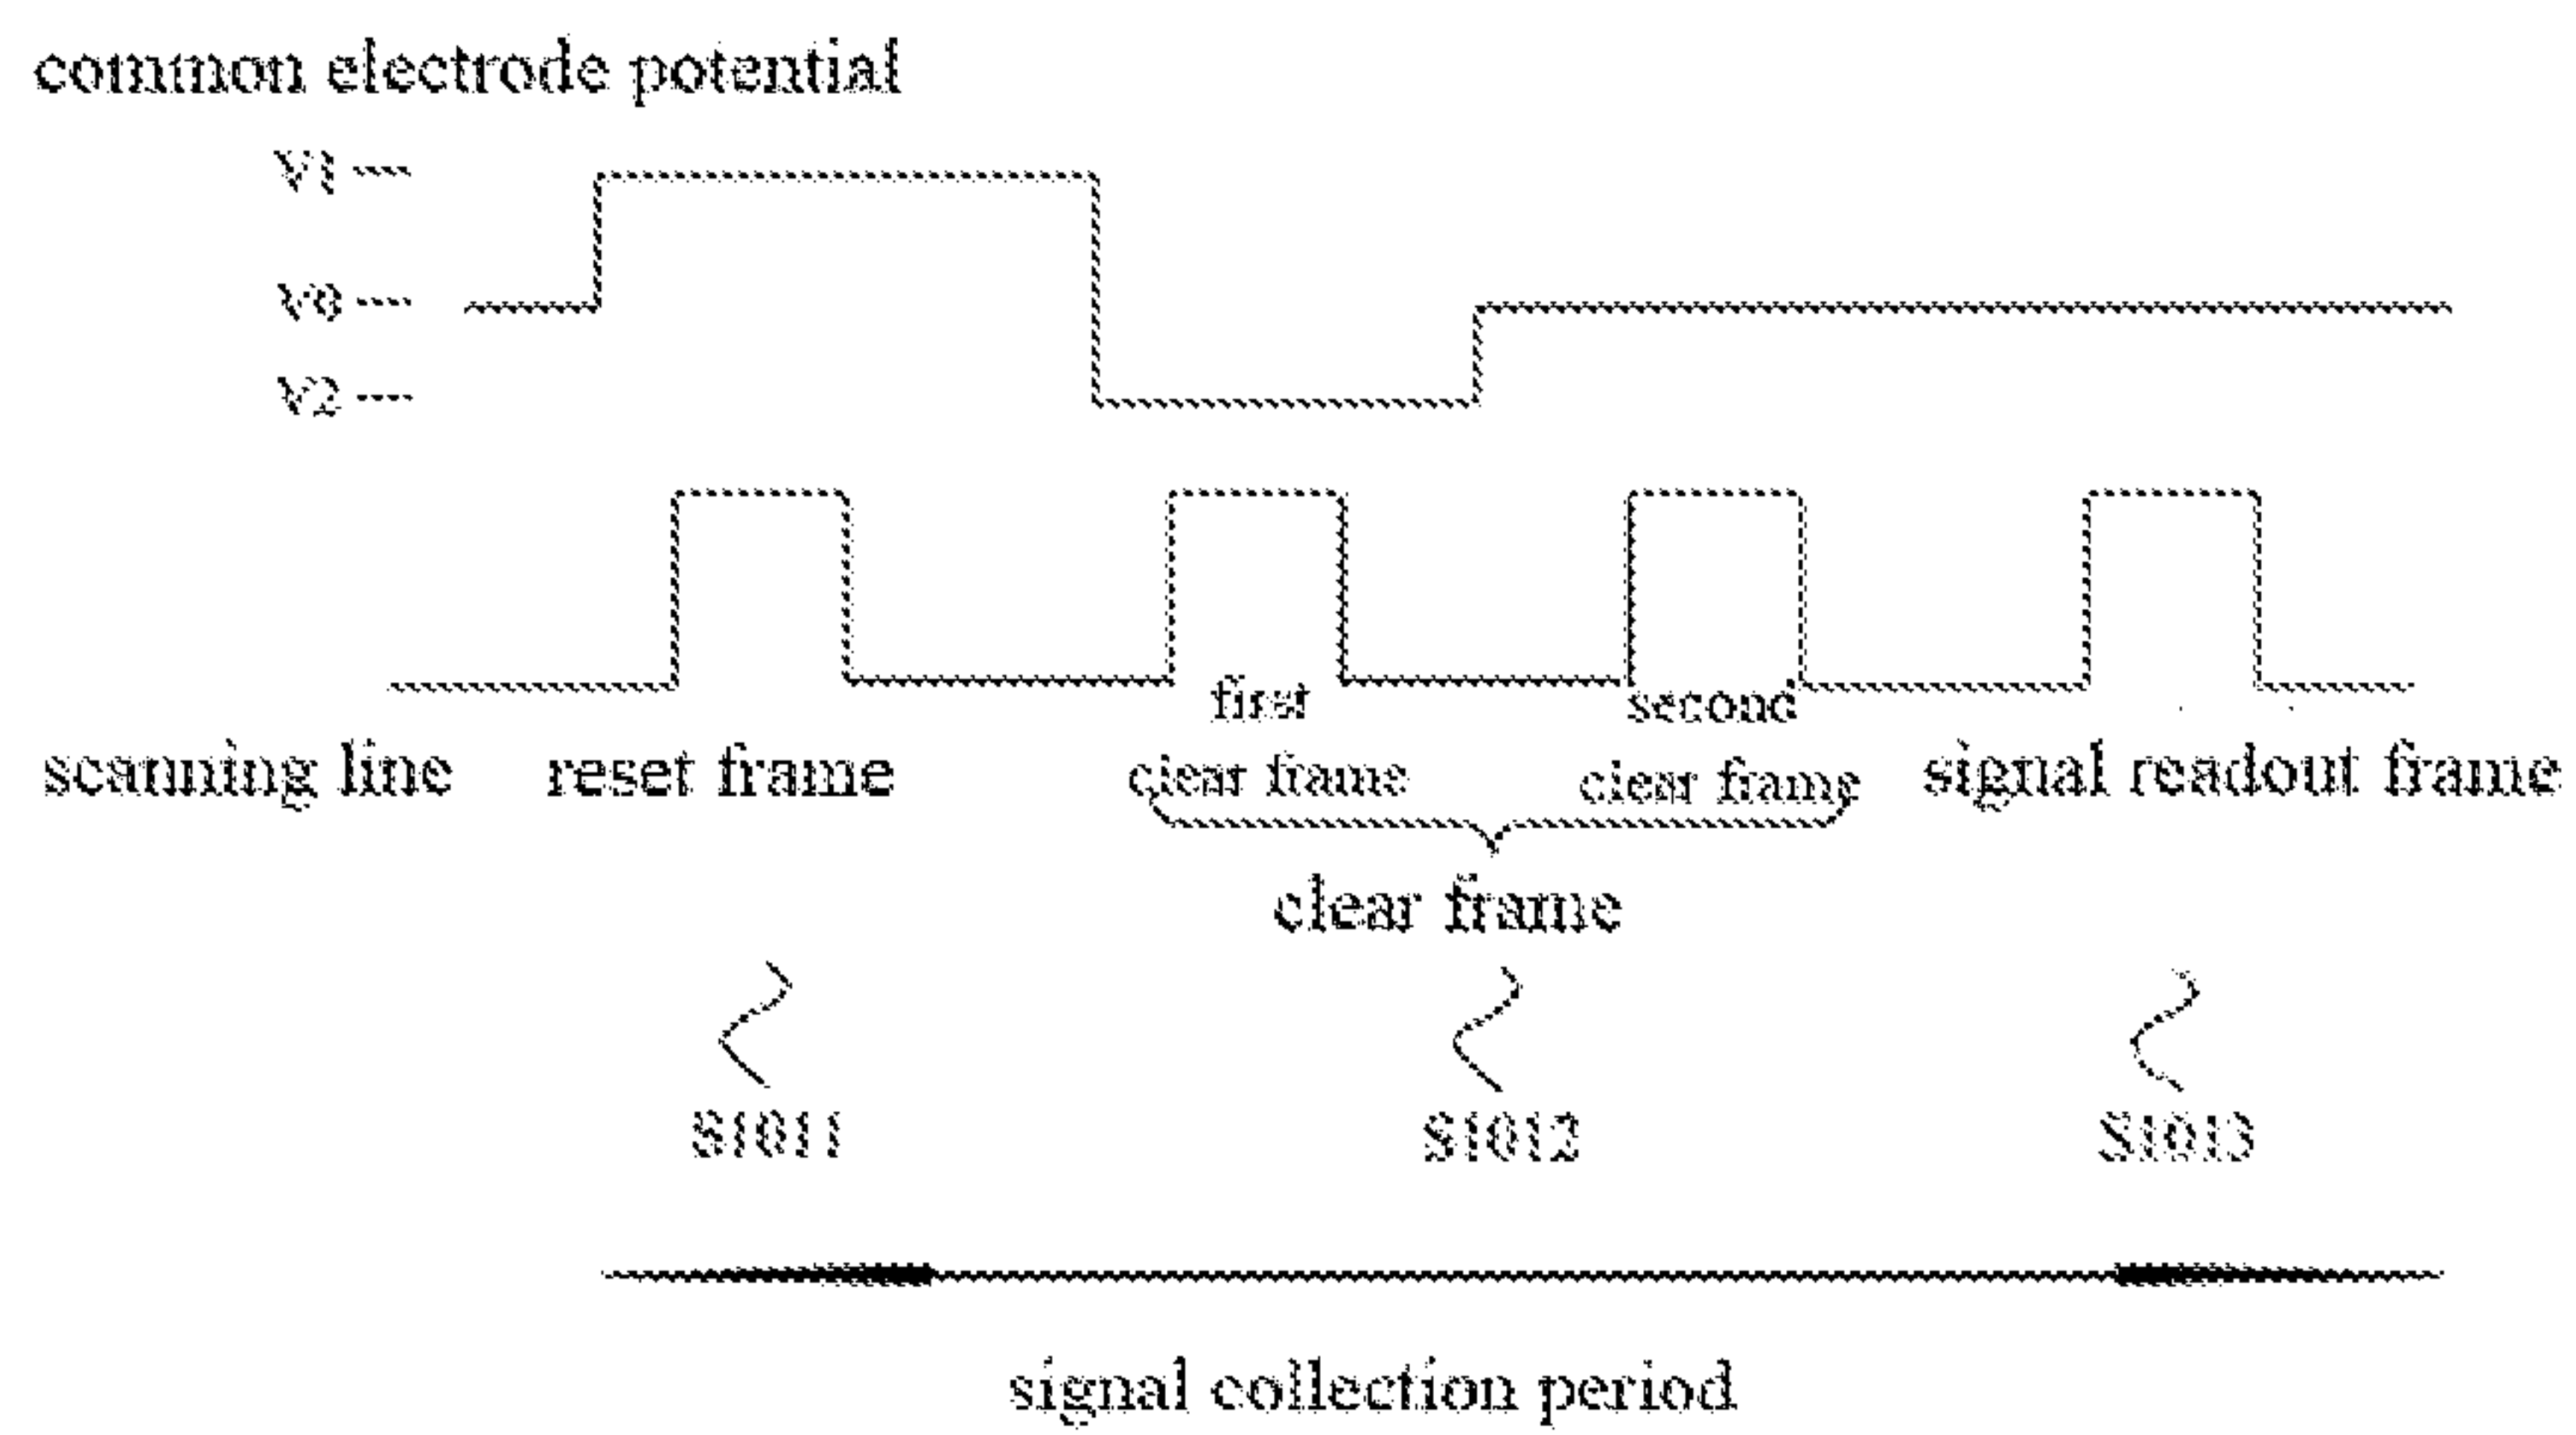 common electrode potential
V1
V0
V2
first
second
scanning line
reset frame
clear frame
clear frame
signal readout frame
clear frame
S1011
S1012
S1013
signal collection period